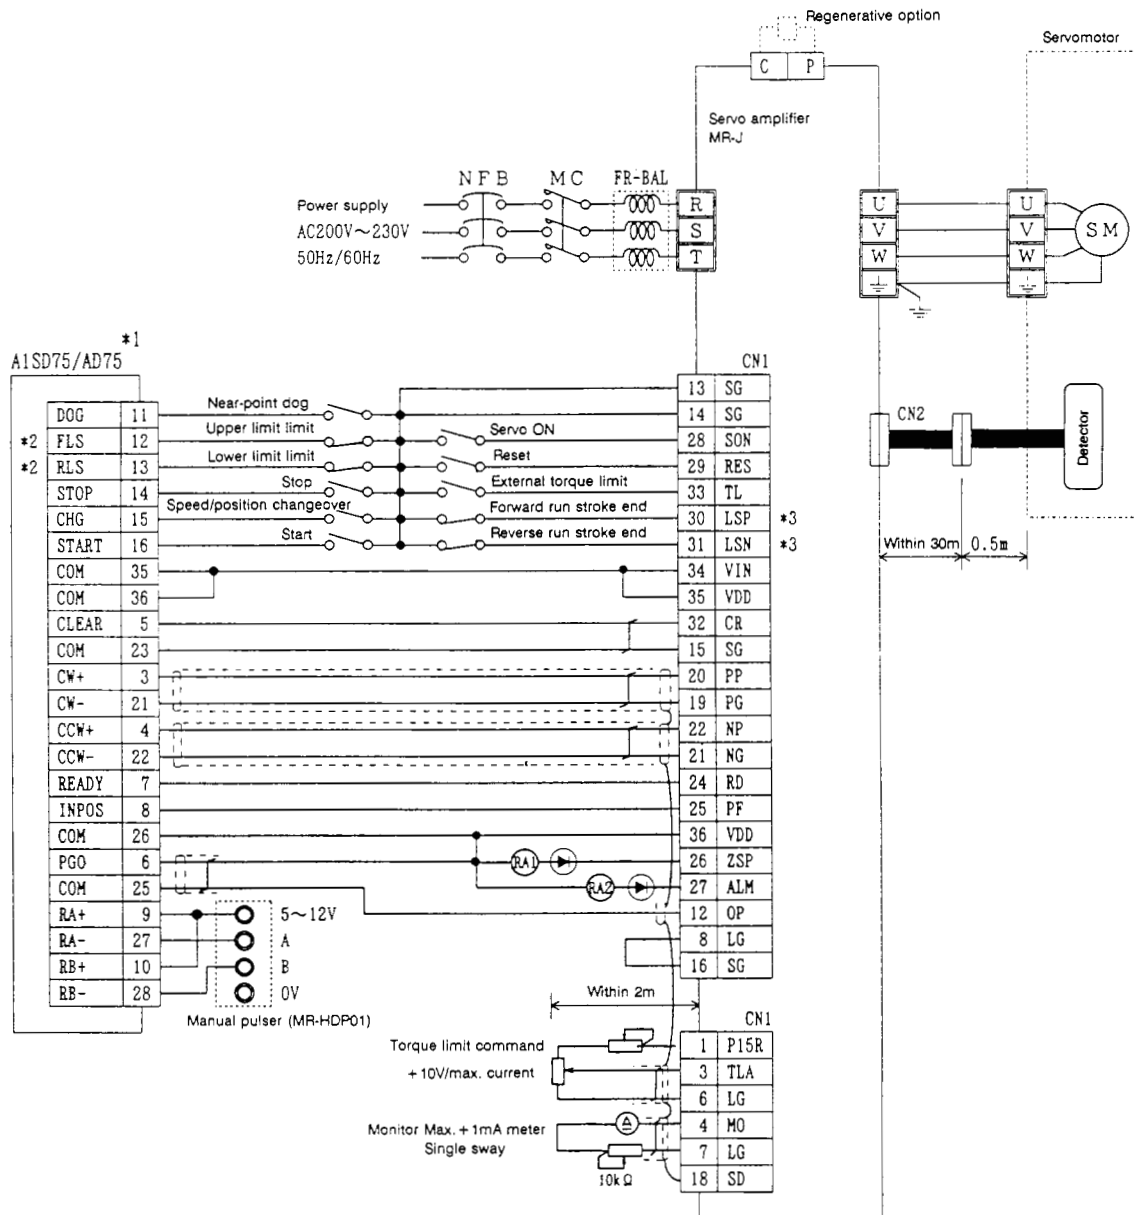 Regenerative option
Servomotor
C P
Servo amplifier
MR-J
NFB MC FR-BAL
Power supply
AC200V～230V
50Hz/60Hz
R
S
T
U U
V V SM
W W
*1
A1SD75/AD75
CN1
13 SG
DOG 11 Near-point dog 14 SG
*2 FLS 12 Upper limit limit Servo ON 28 SON
*2 RLS 13 Lower limit limit Reset 29 RES
STOP 14 Stop External torque limit 33 TL
CHG 15 Speed/position changeover Forward run stroke end 30 LSP *3
START 16 Start Reverse run stroke end 31 LSN *3
COM 35 34 VIN
COM 36 35 VDD
CLEAR 5 32 CR
COM 23 15 SG
CW+ 3 20 PP
CW- 21 19 PG
CCW+ 4 22 NP
CCW- 22 21 NG
READY 7 24 RD
INPOS 8 25 PF
COM 26 36 VDD
PGO 6 RA1 26 ZSP
COM 25 RA2 27 ALM
RA+ 9 5～12V 12 OP
RA- 27 A 8 LG
RB+ 10 B 16 SG
RB- 28 0V
Manual pulser (MR-HDP01)
CN2
Detector
Within 30m 0.5m
Within 2m
CN1
Torque limit command
+10V/max. current
1 P15R
3 TLA
6 LG
Monitor Max. +1mA meter
Single sway
A
10kΩ
4 MO
7 LG
18 SD